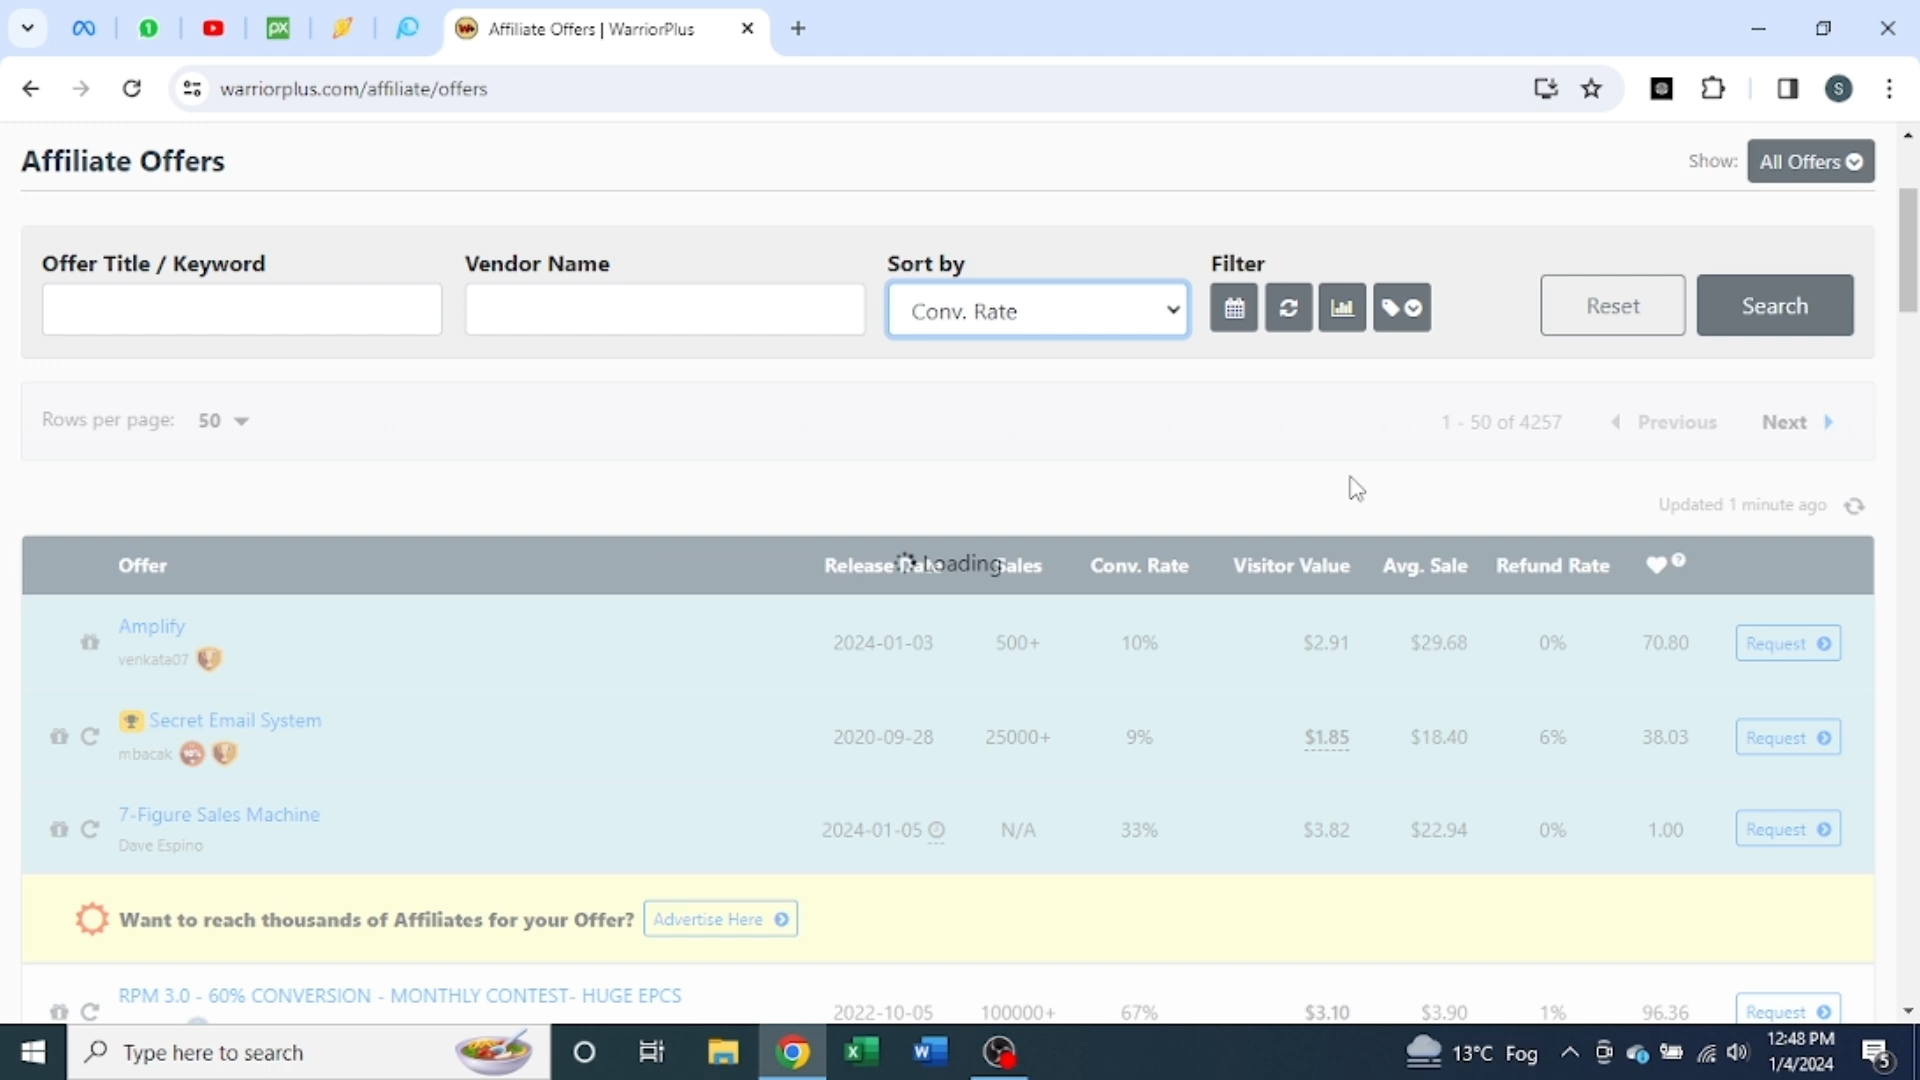 Affiliate Offers | WarriorPlus
warriorplus.com/affiliate/offers
S
Affiliate Offers
Show: All Offers
Offer Title / Keyword
Vendor Name
Sort by
Filter
Conv. Rate
Reset
Search
Rows per page: 50
1 - 50 of 4257
Previous
Next
Updated 1 minute ago
Offer Release Date Sales Conv. Rate Visitor Value Avg. Sale Refund Rate
Loading
Amplify
venkata07
2024-01-03 500+ 10% $2.91 $29.68 0% 70.80 Request
Secret Email System
mbacak
2020-09-28 25000+ 9% $1.85 $18.40 6% 38.03 Request
7-Figure Sales Machine
Dave Espino
2024-01-05 N/A 33% $3.82 $22.94 0% 1.00 Request
Want to reach thousands of Affiliates for your Offer? Advertise Here
RPM 3.0 - 60% CONVERSION - MONTHLY CONTEST- HUGE EPCS
2022-10-05 100000+ 67% $3.10 $3.90 1% 96.36 Request
Type here to search
13°C Fog
12:48 PM
1/4/2024
5